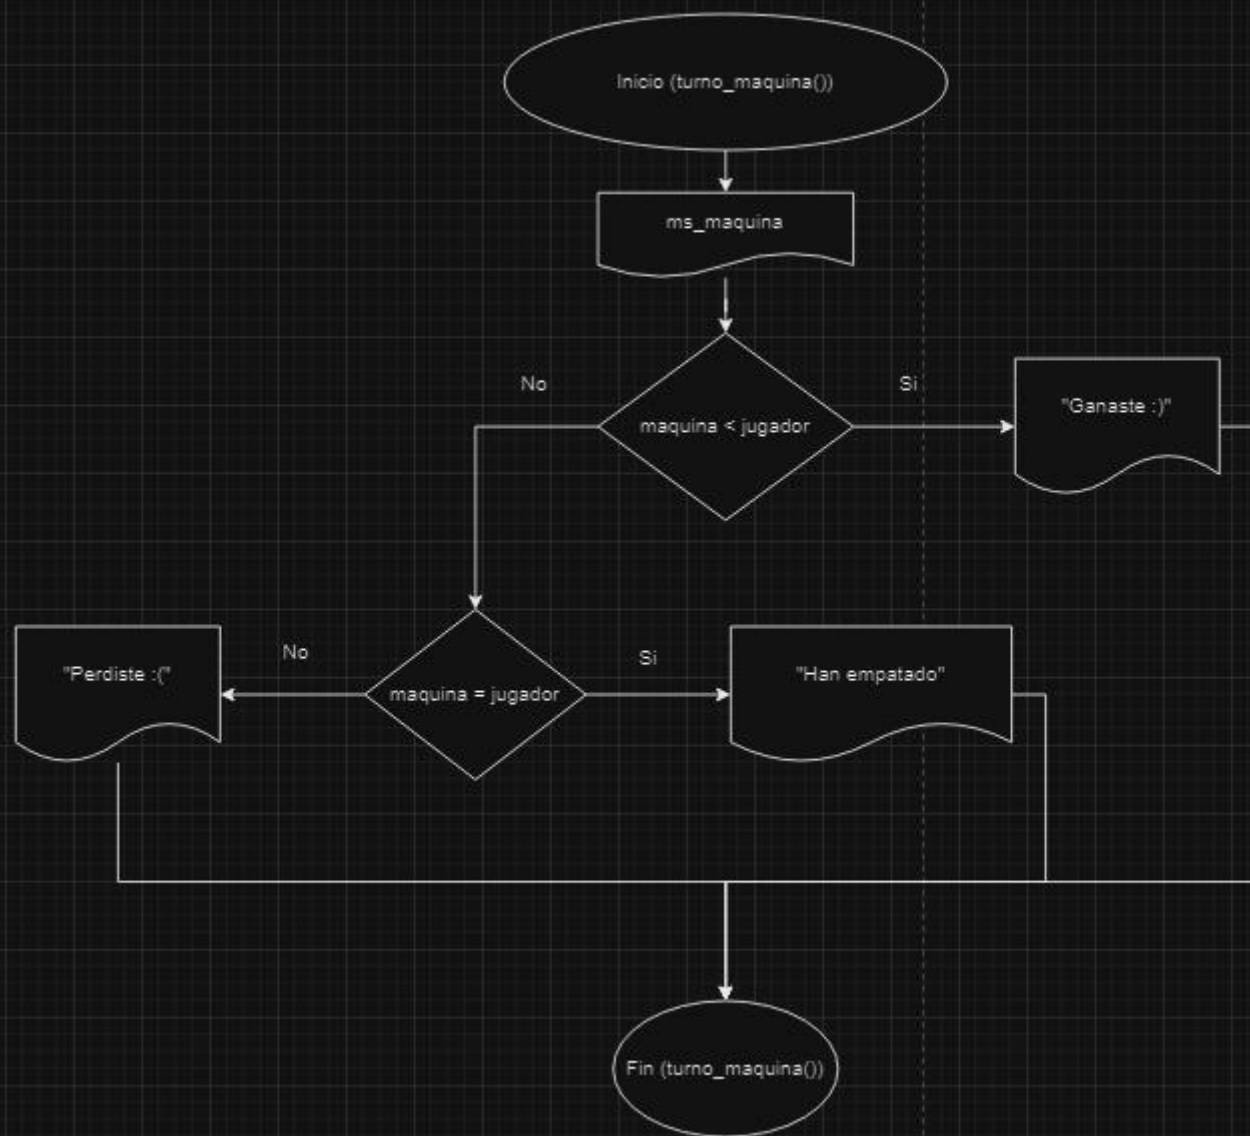 Inicio (turno_maquina())
ms_maquina
No
Si
maquina < jugador
"Ganaste :)"
No
Si
"Perdiste :("
maquina = jugador
"Han empatado"
Fin (turno_maquina())